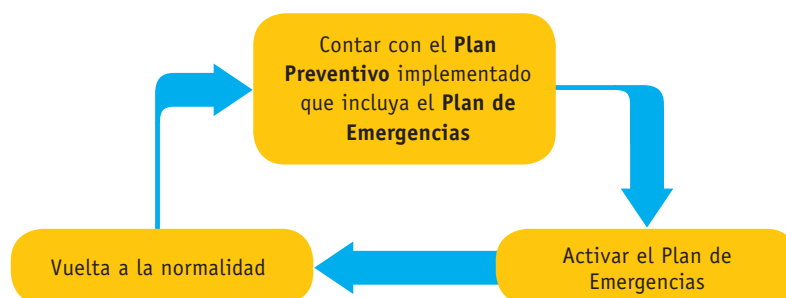 Contar con el Plan
Preventivo implementado
que incluya el Plan de
Emergencias
Vuelta a la normalidad
Activar el Plan de
Emergencias